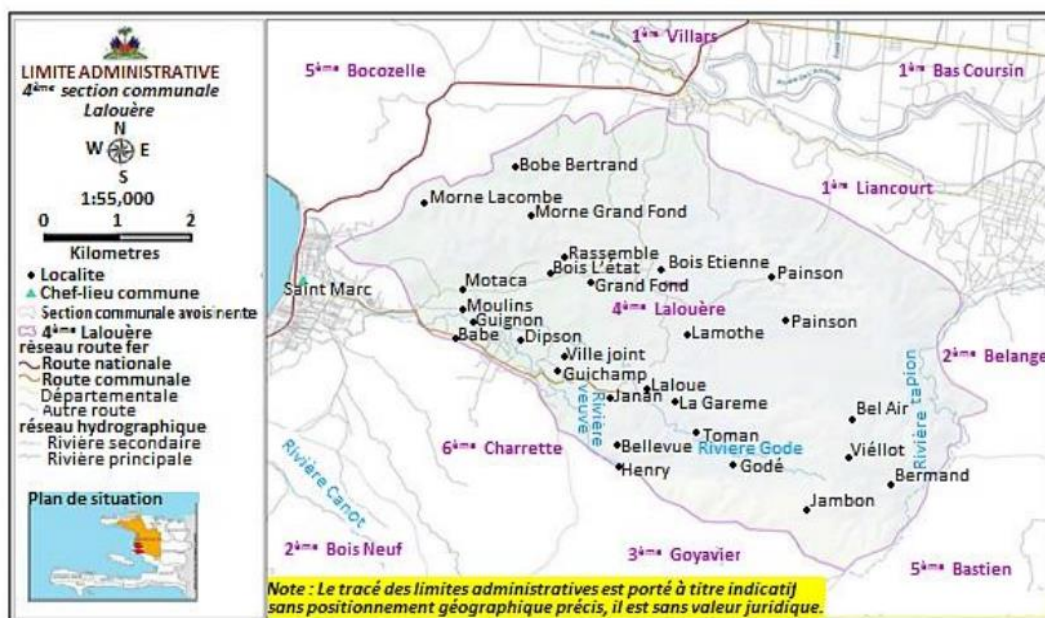 LIMITE ADMINISTRATIVE
4ème section communale
Lalouère
N
W E
S
1:55,000
0 1 2
Kilometres
Localite
Chef-lieu commune
Section communale avoisinente
4ème Lalouère
rèseau route fer
Route nationale
Route communale
Départementale
Autre route
réseau hydrographique
Rivière secondaire
Rivière principale
Plan de situation
1ère Villars
5ème Bocozelle
1ère Bas Coursin
Bobe Bertrand
1ère Liancourt
Morne Lacombe
Morne Grand Fond
Rassemble
Bois L'état
Bois Etienne
Painson
Grand Fond
Motaca
Saint Marc
Moulins
4ème Lalouère
Painson
Guignon
Babe
Dipson
Lamothe
Ville joint
2ème Belange
Guichamp
Laloue
Janan
La Gareme
Rivière veuve
Bel Air
Rivière tapion
Toman
6ème Charrette
Bellevue
Riviere Gode
Viéllot
Henry
Godé
Bermand
Rivière Canot
Jambon
2ème Bois Neuf
3ème Goyavier
5ème Bastien
Note : Le tracé des limites administratives est porté à titre indicatif
sans positionnement géographique précis, il est sans valeur juridique.